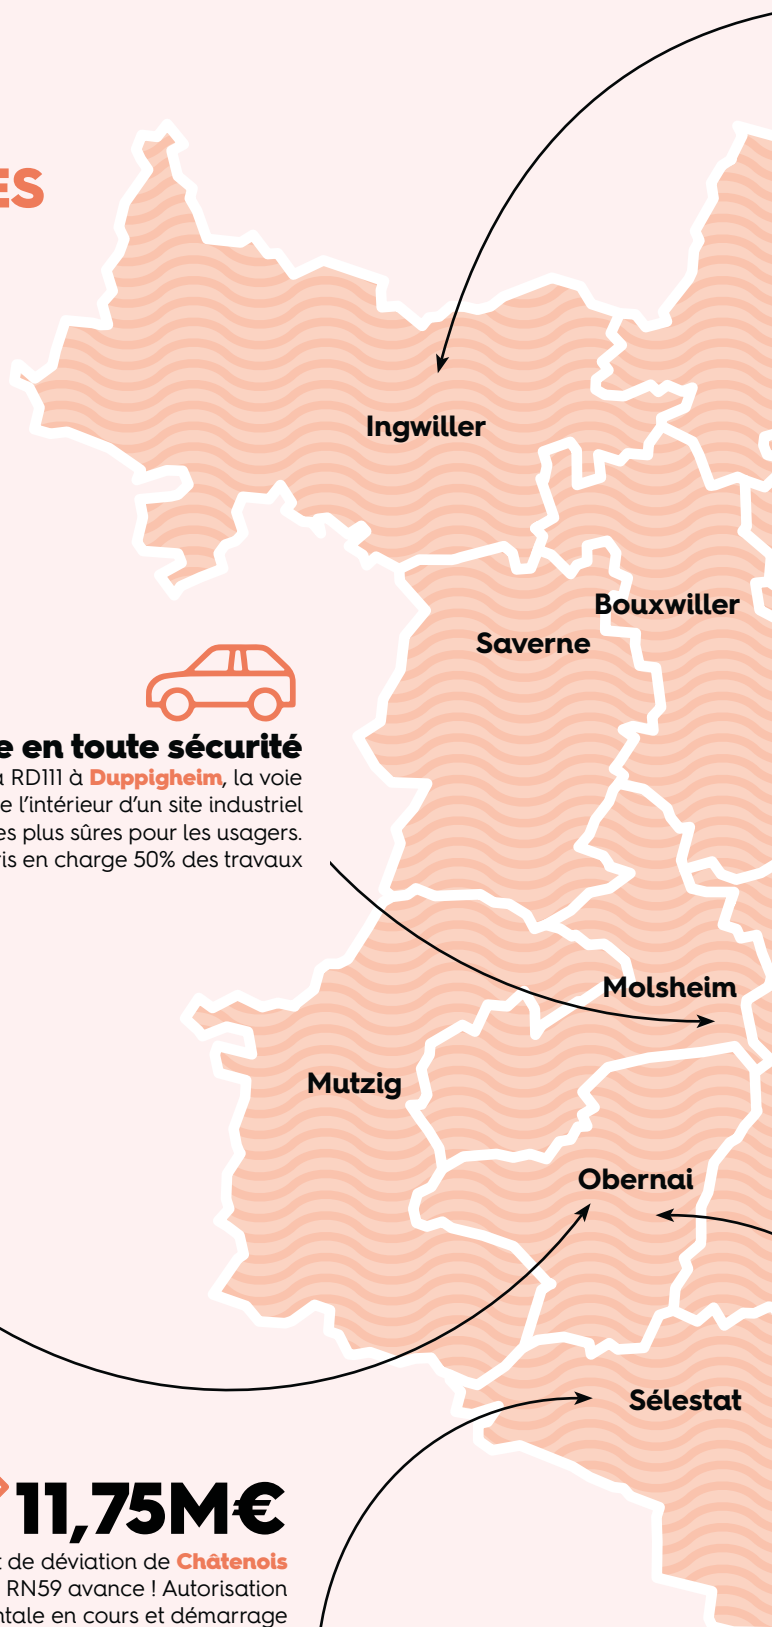 ES
Ingwiller
Bouxwiller
Saverne
e en toute sécurité
a RD111 à Duppigheim, la voie
e l’intérieur d’un site industriel
es plus sûres pour les usagers.
is en charge 50% des travaux
Molsheim
Mutzig
Obernai
Sélestat
11,75M€
t de déviation de Châtenois
RN59 avance ! Autorisation
ntale en cours et démarrage